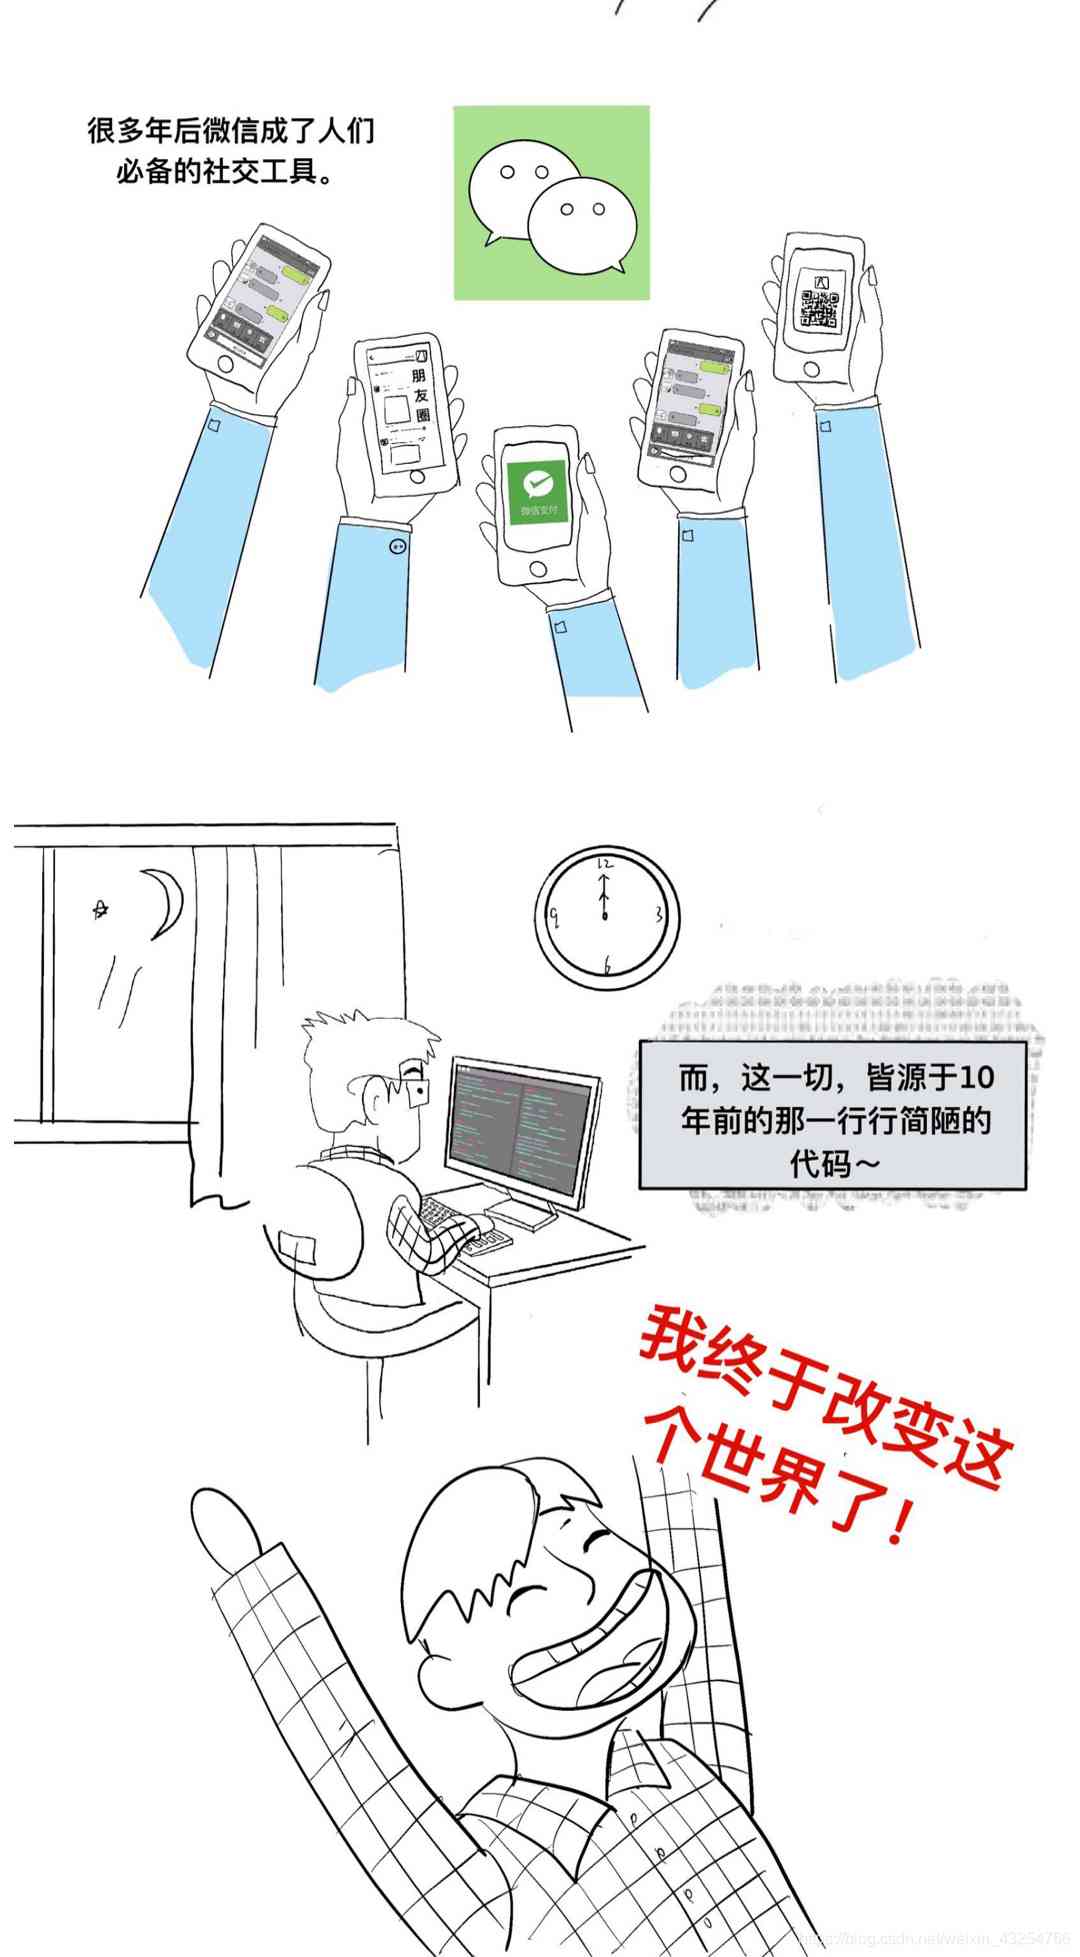 很多年后微信成了人们
必备的社交工具。
朋
友
圈
微信支付
12
9
3
6
而，这一切，皆源于10
年前的那一行行简陋的
代码～
我终于改变这
个世界了！
https://blog.csdn.net/weixin_43254766